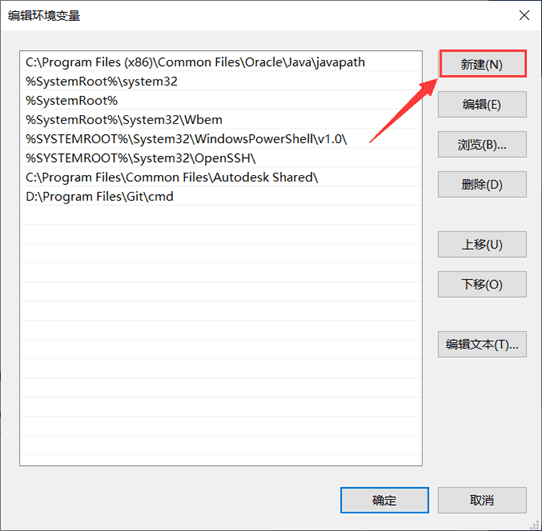 编辑环境变量
C:\Program Files (x86)\Common Files\Oracle\Java\javapath
%SystemRoot%\system32
%SystemRoot%
%SystemRoot%\System32\Wbem
%SYSTEMROOT%\System32\WindowsPowerShell\v1.0\
%SYSTEMROOT%\System32\OpenSSH\
C:\Program Files\Common Files\Autodesk Shared\
D:\Program Files\Git\cmd
新建(N)
编辑(E)
浏览(B)...
删除(D)
上移(U)
下移(O)
编辑文本(T)...
确定
取消